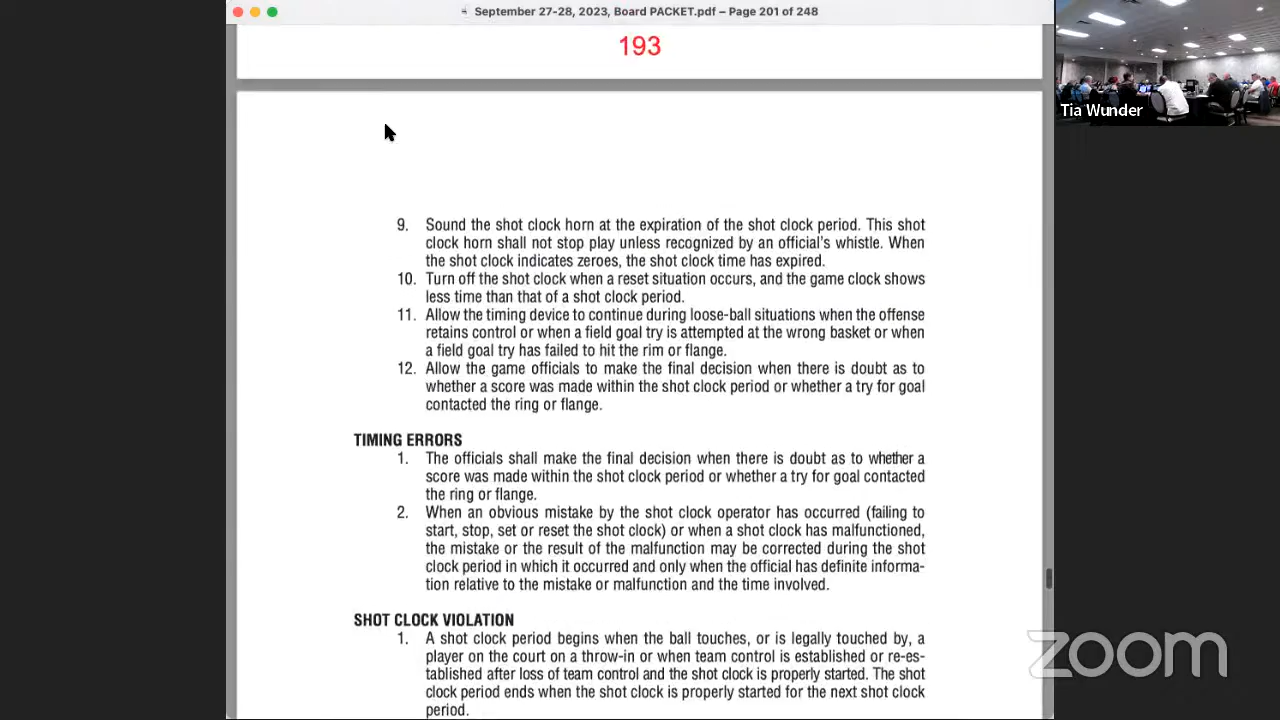 September 27-28, 2023, Board PACKET.pdf – Page 201 of 248
193
Tia Wunder
9. Sound the shot clock horn at the expiration of the shot clock period. This shot
clock horn shall not stop play unless recognized by an official's whistle. When
the shot clock indicates zeroes, the shot clock time has expired.
10. Turn off the shot clock when a reset situation occurs, and the game clock shows
less time than that of a shot clock period.
11. Allow the timing device to continue during loose-ball situations when the offense
retains control or when a field goal try is attempted at the wrong basket or when
a field goal try has failed to hit the rim or flange.
12. Allow the game officials to make the final decision when there is doubt as to
whether a score was made within the shot clock period or whether a try for goal
contacted the ring or flange.
TIMING ERRORS
1. The officials shall make the final decision when there is doubt as to whether a
score was made within the shot clock period or whether a try for goal contacted
the ring or flange.
2. When an obvious mistake by the shot clock operator has occurred (failing to
start, stop, set or reset the shot clock) or when a shot clock has malfunctioned,
the mistake or the result of the malfunction may be corrected during the shot
clock period in which it occurred and only when the official has definite informa-
tion relative to the mistake or malfunction and the time involved.
SHOT CLOCK VIOLATION
1. A shot clock period begins when the ball touches, or is legally touched by, a
player on the court on a throw-in or when team control is established or re-es-
tablished after loss of team control and the shot clock is properly started. The shot
clock period ends when the shot clock is properly started for the next shot clock
period.
zoom